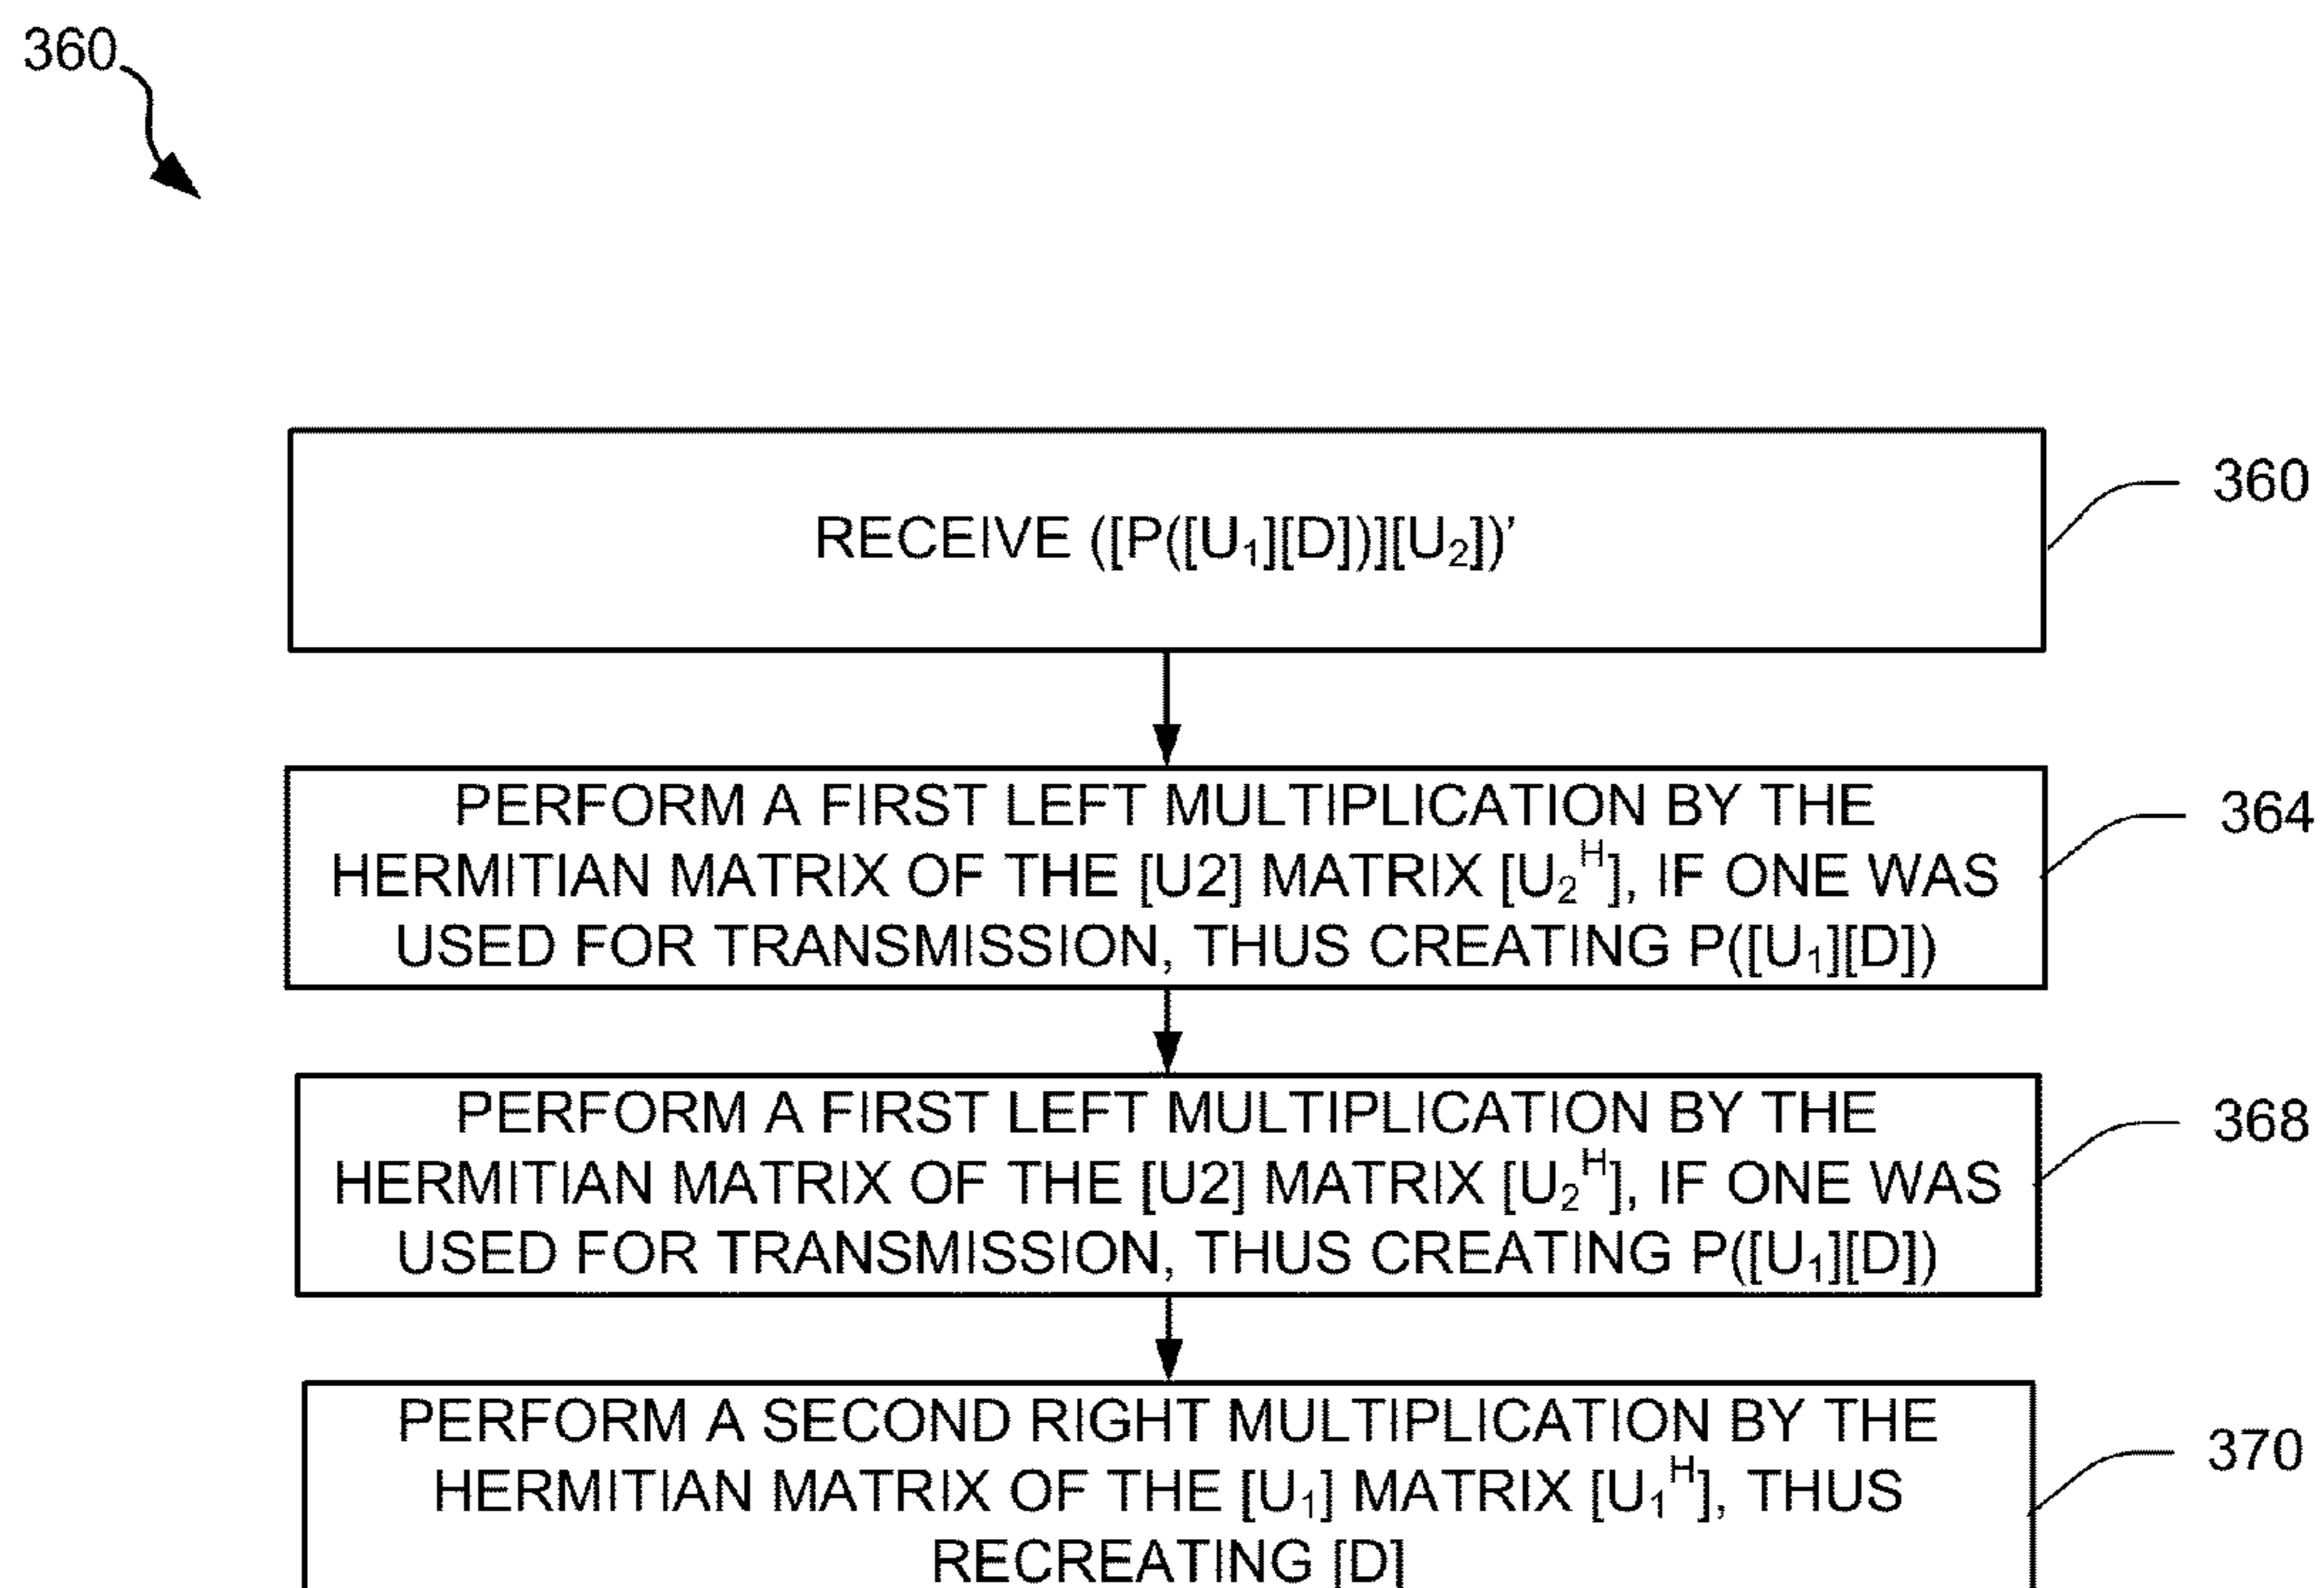 360
RECEIVE ([P([U₁][D])][U₂])’
360
PERFORM A FIRST LEFT MULTIPLICATION BY THE
HERMITIAN MATRIX OF THE [U2] MATRIX [U₂ᴴ], IF ONE WAS
USED FOR TRANSMISSION, THUS CREATING P([U₁][D])
364
PERFORM A FIRST LEFT MULTIPLICATION BY THE
HERMITIAN MATRIX OF THE [U2] MATRIX [U₂ᴴ], IF ONE WAS
USED FOR TRANSMISSION, THUS CREATING P([U₁][D])
368
PERFORM A SECOND RIGHT MULTIPLICATION BY THE
HERMITIAN MATRIX OF THE [U₁] MATRIX [U₁ᴴ], THUS
RECREATING [D]
370